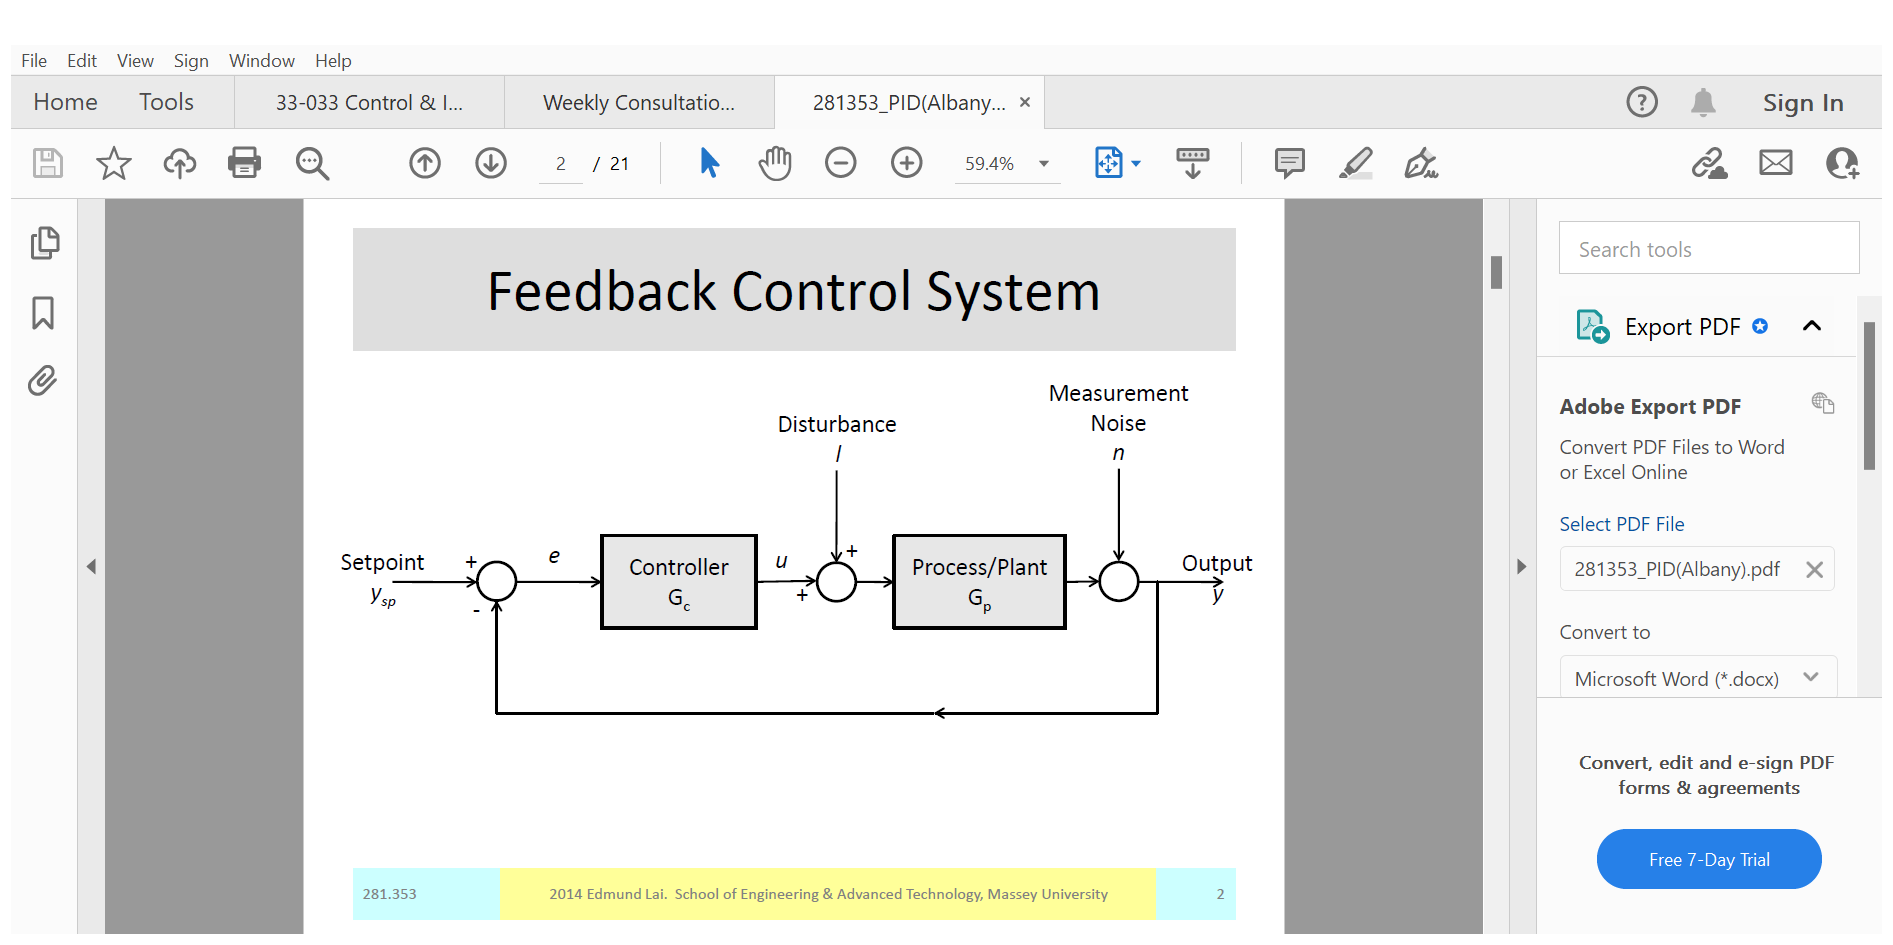 File Edit View Sign Window Help
Home Tools 33-033 Control & I... Weekly Consultatio... 281353_PID(Albany... × ? Sign In
2 / 21 59.4%
Search tools
Feedback Control System
Export PDF
Adobe Export PDF
Convert PDF Files to Word
or Excel Online
Select PDF File
281353_PID(Albany).pdf
Convert to
Microsoft Word (*.docx)
Convert, edit and e-sign PDF
forms & agreements
Free 7-Day Trial
Measurement
Noise
n
Disturbance
l
Setpoint
y_sp
+
-
e
Controller
G_c
u
+
+
Process/Plant
G_p
Output
y
281.353 2014 Edmund Lai. School of Engineering & Advanced Technology, Massey University 2